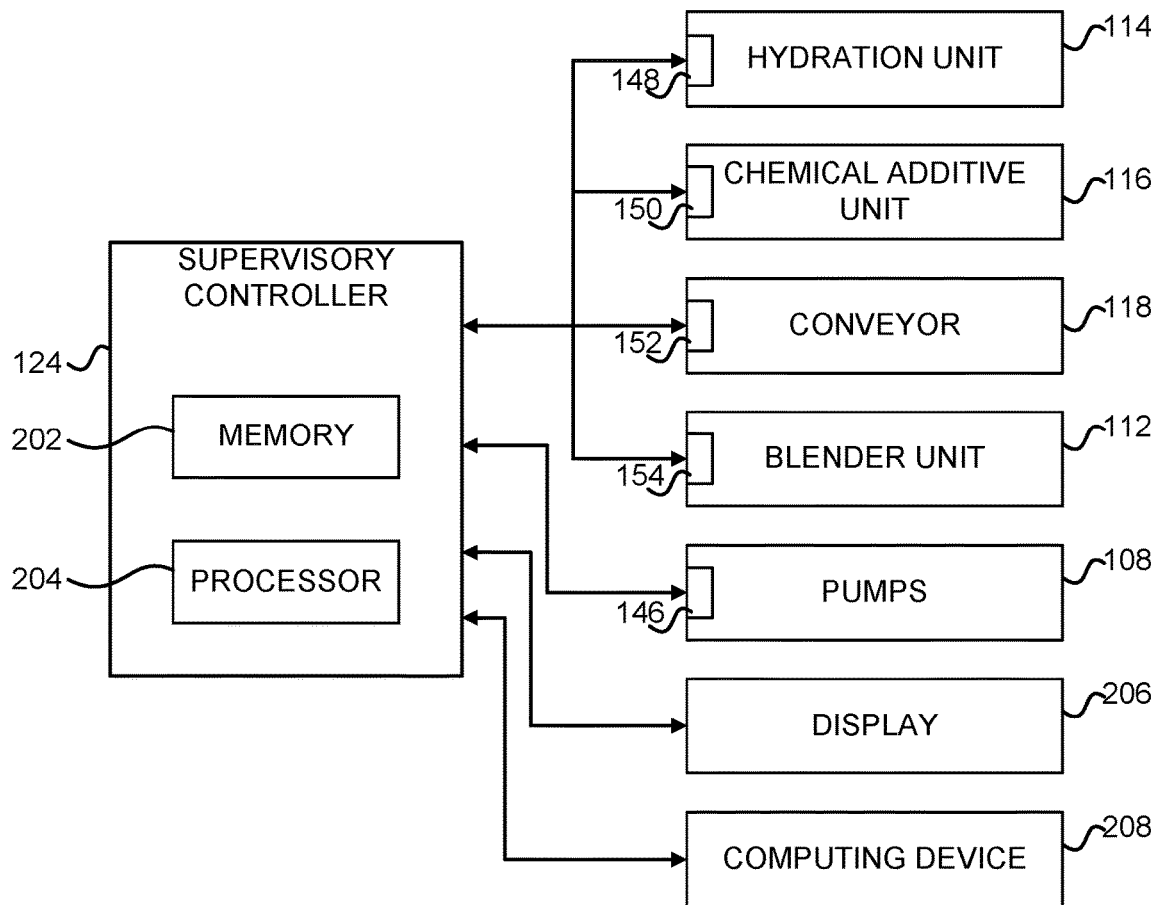 HYDRATION UNIT
114
148
CHEMICAL ADDITIVE
UNIT
116
150
SUPERVISORY
CONTROLLER
124
CONVEYOR
118
152
MEMORY
202
BLENDER UNIT
112
154
PROCESSOR
204
PUMPS
108
146
DISPLAY
206
COMPUTING DEVICE
208